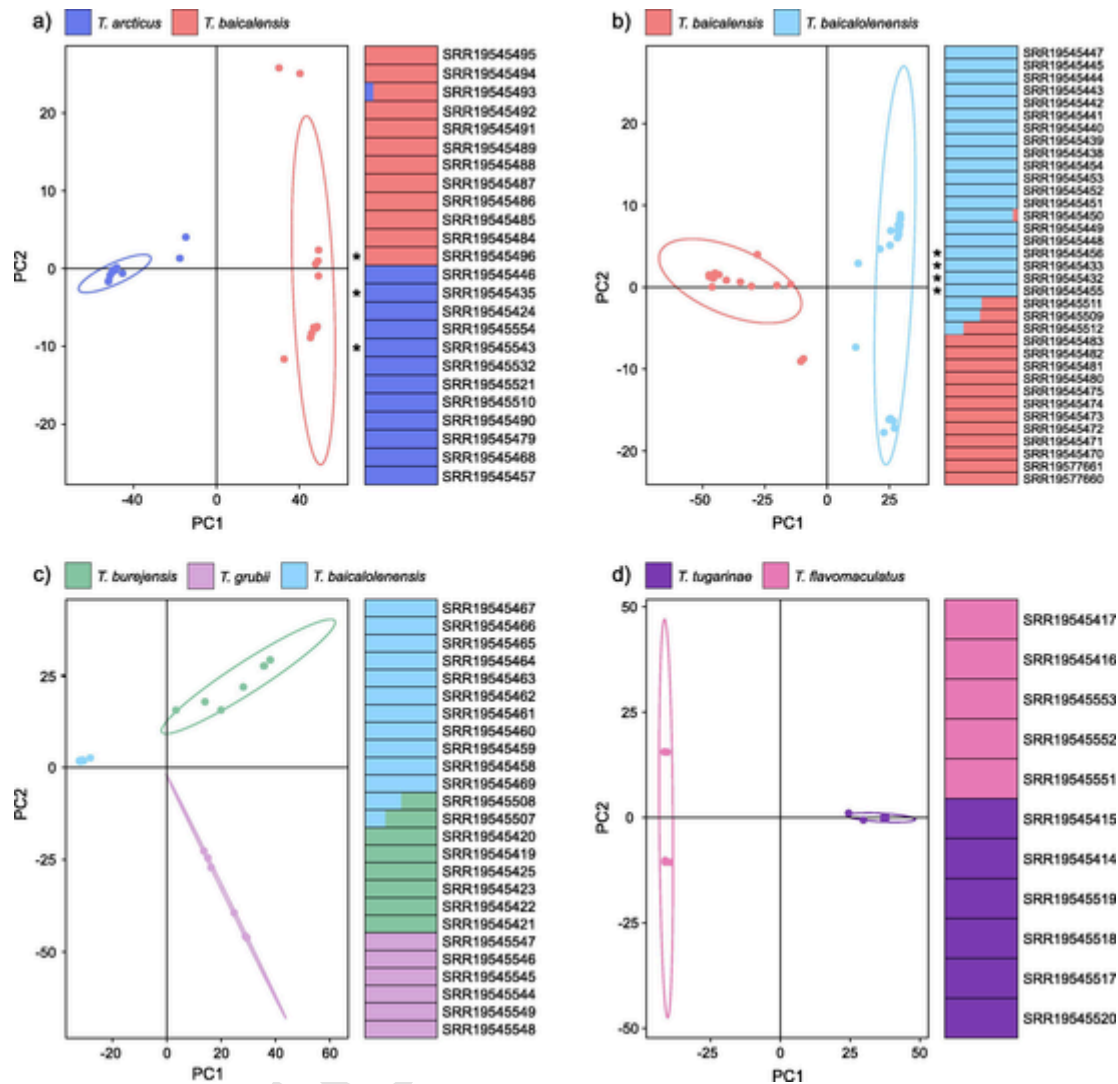 a) T. arcticus T. baicalensis
20
10
0
-10
-20
PC2
-40 0 40
PC1
*
*
*
SRR19545495
SRR19545494
SRR19545493
SRR19545492
SRR19545491
SRR19545489
SRR19545488
SRR19545487
SRR19545486
SRR19545485
SRR19545484
SRR19545496
SRR19545446
SRR19545435
SRR19545424
SRR19545554
SRR19545543
SRR19545532
SRR19545521
SRR19545510
SRR19545490
SRR19545479
SRR19545468
SRR19545457
b) T. baicalensis T. baicalolenensis
20
10
0
-10
-20
PC2
-50 -25 0 25
PC1
*
*
*
*
SRR19545447
SRR19545445
SRR19545444
SRR19545443
SRR19545442
SRR19545441
SRR19545440
SRR19545439
SRR19545438
SRR19545454
SRR19545453
SRR19545452
SRR19545451
SRR19545450
SRR19545449
SRR19545448
SRR19545456
SRR19545433
SRR19545432
SRR19545455
SRR19545511
SRR19545509
SRR19545512
SRR19545483
SRR19545482
SRR19545481
SRR19545480
SRR19545475
SRR19545474
SRR19545473
SRR19545472
SRR19545471
SRR19545470
SRR19577661
SRR19577660
c) T. burejensis T. grubii T. baicalolenensis
25
0
-25
-50
PC2
-20 0 20 40 60
PC1
SRR19545467
SRR19545466
SRR19545465
SRR19545464
SRR19545463
SRR19545462
SRR19545461
SRR19545460
SRR19545459
SRR19545458
SRR19545469
SRR19545508
SRR19545507
SRR19545420
SRR19545419
SRR19545425
SRR19545423
SRR19545422
SRR19545421
SRR19545547
SRR19545546
SRR19545545
SRR19545544
SRR19545549
SRR19545548
d) T. tugarinae T. flavomaculatus
50
25
0
-25
-50
PC2
0 25 50
PC1
SRR19545417
SRR19545416
SRR19545553
SRR19545552
SRR19545551
SRR19545415
SRR19545414
SRR19545519
SRR19545518
SRR19545517
SRR19545520